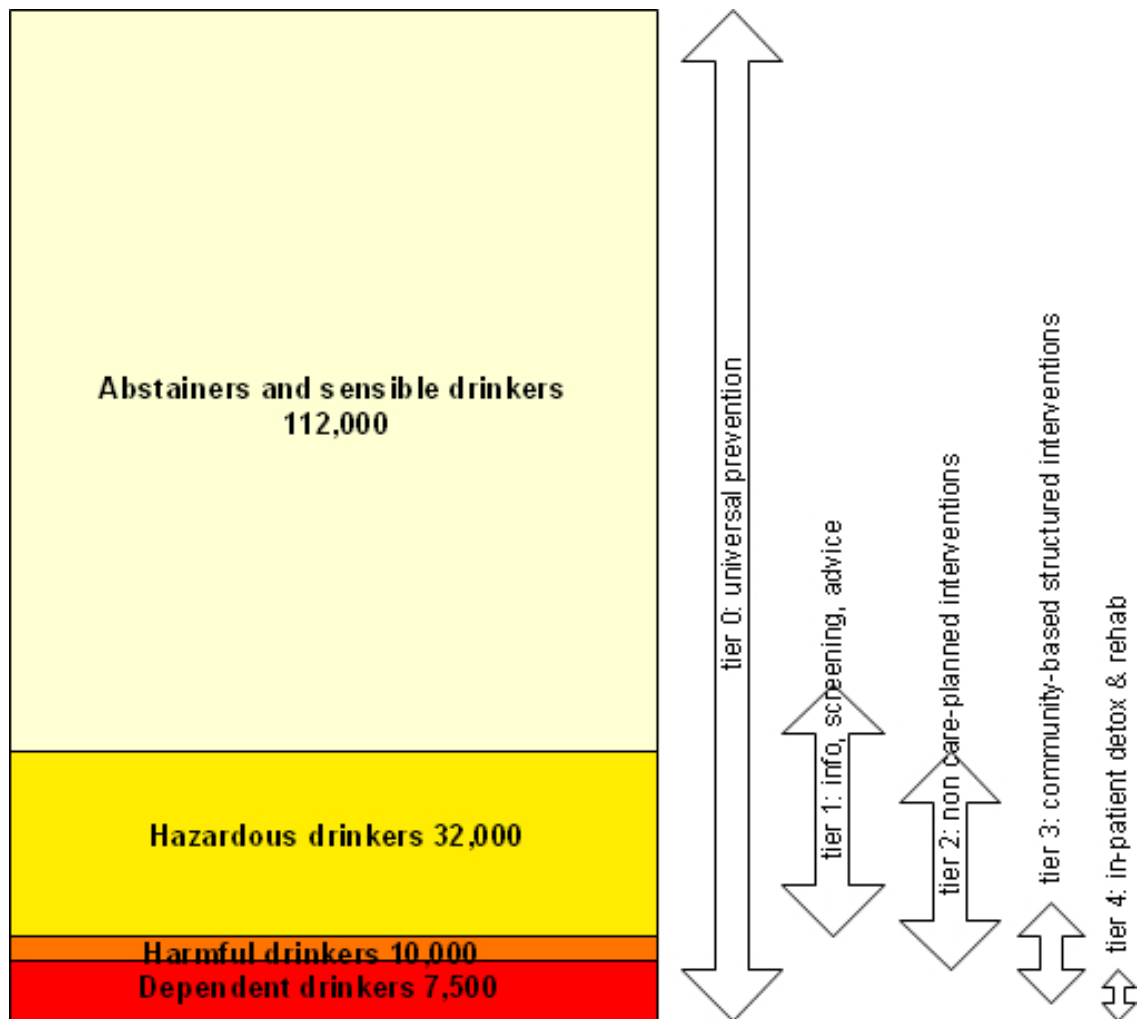 Abstainers and sensible drinkers
112,000
Hazardous drinkers 32,000
Harmful drinkers 10,000
Dependent drinkers 7,500
tier 0: universal prevention
tier 1: info, screening, advice
tier 2: non care-planned interventions
tier 3: community-based structured interventions
tier 4: in-patient detox & rehab